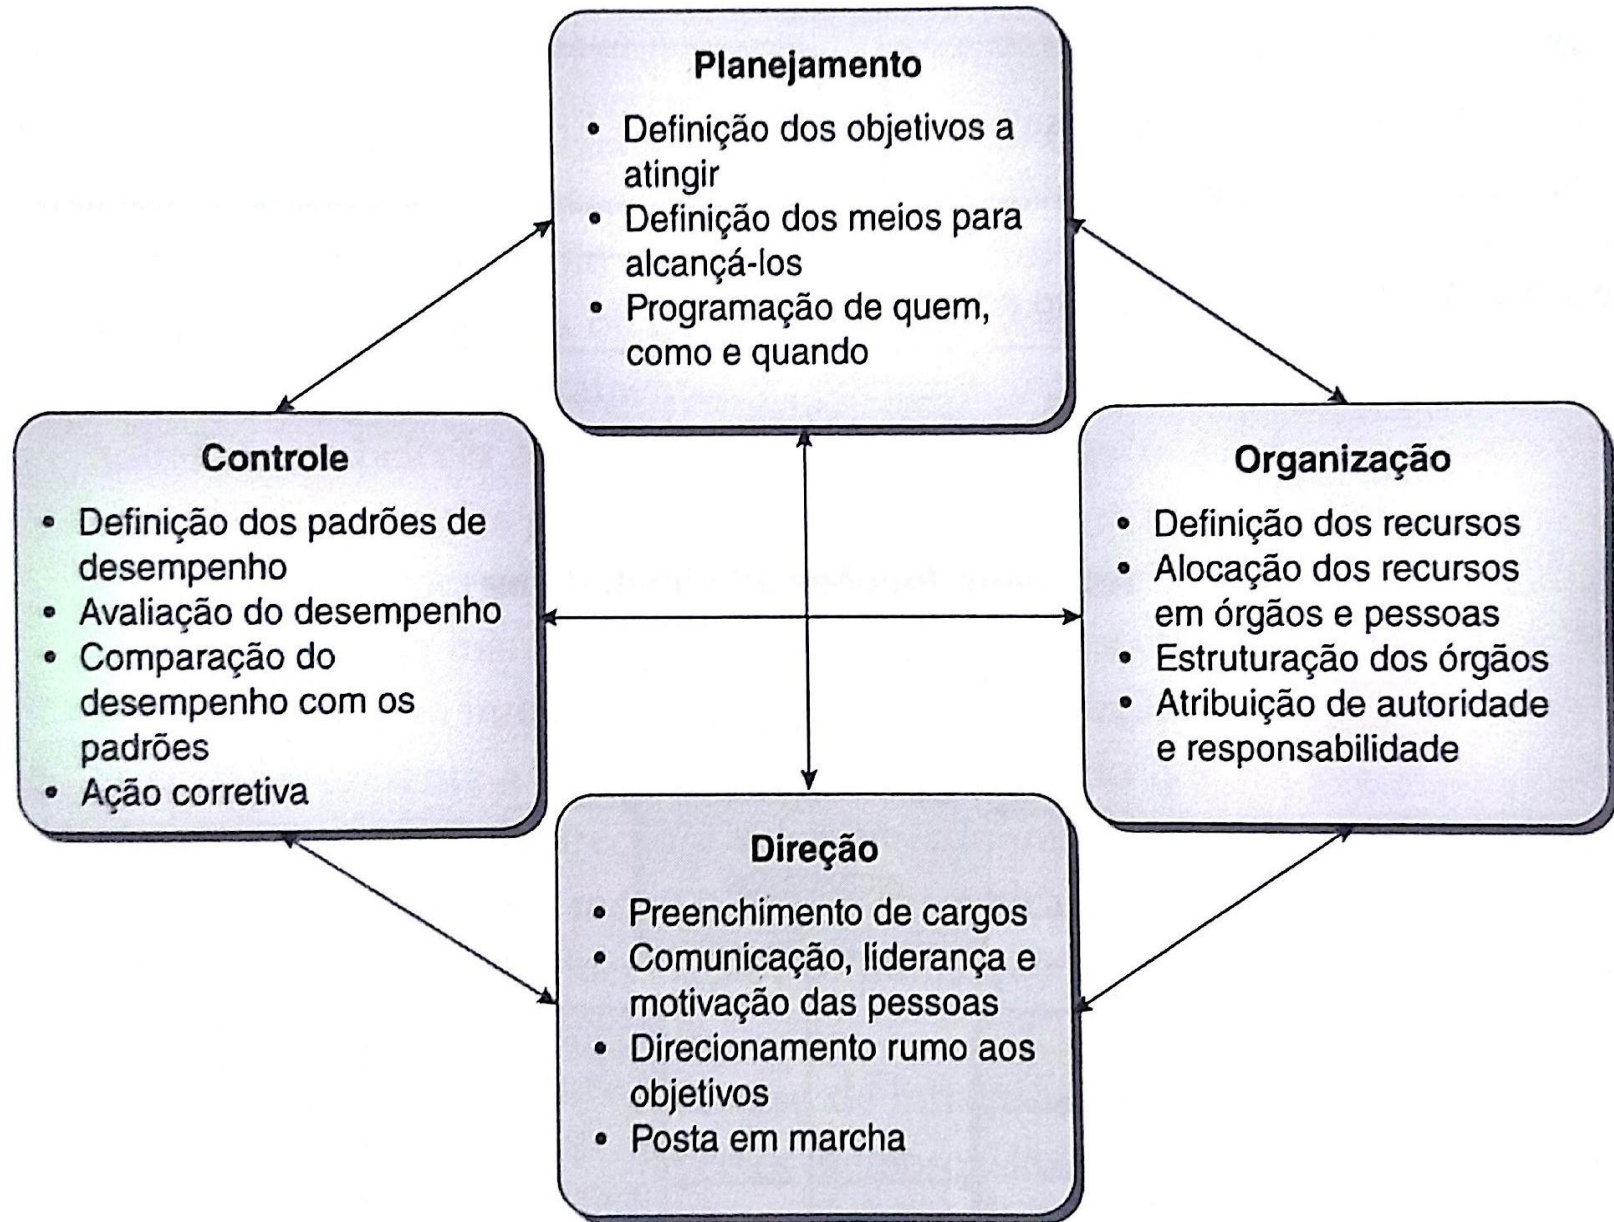 Planejamento
• Definição dos objetivos a
atingir
• Definição dos meios para
alcançá-los
• Programação de quem,
como e quando
Controle
• Definição dos padrões de
desempenho
• Avaliação do desempenho
• Comparação do
desempenho com os
padrões
• Ação corretiva
Organização
• Definição dos recursos
• Alocação dos recursos
em órgãos e pessoas
• Estruturação dos órgãos
• Atribuição de autoridade
e responsabilidade
Direção
• Preenchimento de cargos
• Comunicação, liderança e
motivação das pessoas
• Direcionamento rumo aos
objetivos
• Posta em marcha